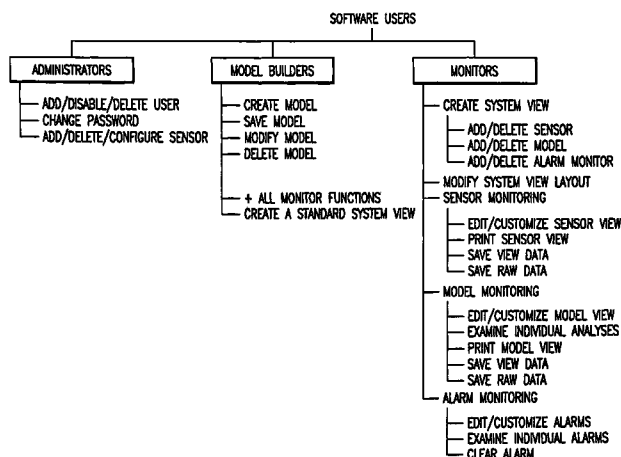 SOFTWARE USERS
ADMINISTRATORS
ADD/DISABLE/DELETE USER
CHANGE PASSWORD
ADD/DELETE/CONFIGURE SENSOR
MODEL BUILDERS
CREATE MODEL
SAVE MODEL
MODIFY MODEL
DELETE MODEL
+ ALL MONITOR FUNCTIONS
CREATE A STANDARD SYSTEM VIEW
MONITORS
CREATE SYSTEM VIEW
ADD/DELETE SENSOR
ADD/DELETE MODEL
ADD/DELETE ALARM MONITOR
MODIFY SYSTEM VIEW LAYOUT
SENSOR MONITORING
EDIT/CUSTOMIZE SENSOR VIEW
PRINT SENSOR VIEW
SAVE VIEW DATA
SAVE RAW DATA
MODEL MONITORING
EDIT/CUSTOMIZE MODEL VIEW
EXAMINE INDIVIDUAL ANALYSES
PRINT MODEL VIEW
SAVE VIEW DATA
SAVE RAW DATA
ALARM MONITORING
EDIT/CUSTOMIZE ALARMS
EXAMINE INDIVIDUAL ALARMS
CLEAR ALARM